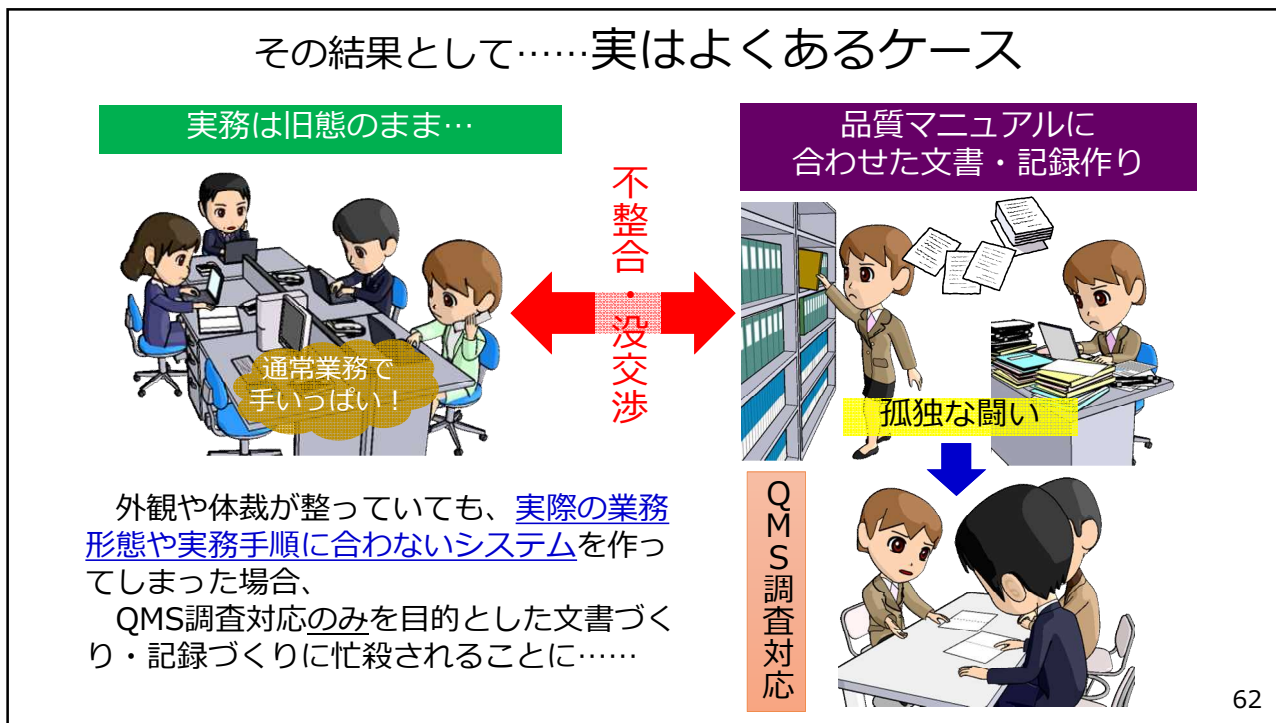 その結果として……実はよくあるケース
実務は旧態のまま…
通常業務で
手いっぱい！
不整合・没交渉
品質マニュアルに
合わせた文書・記録作り
孤独な闘い
QMS調査対応
　外観や体裁が整っていても、実際の業務
形態や実務手順に合わないシステムを作っ
てしまった場合、
　QMS調査対応のみを目的とした文書づく
り・記録づくりに忙殺されることに……
62